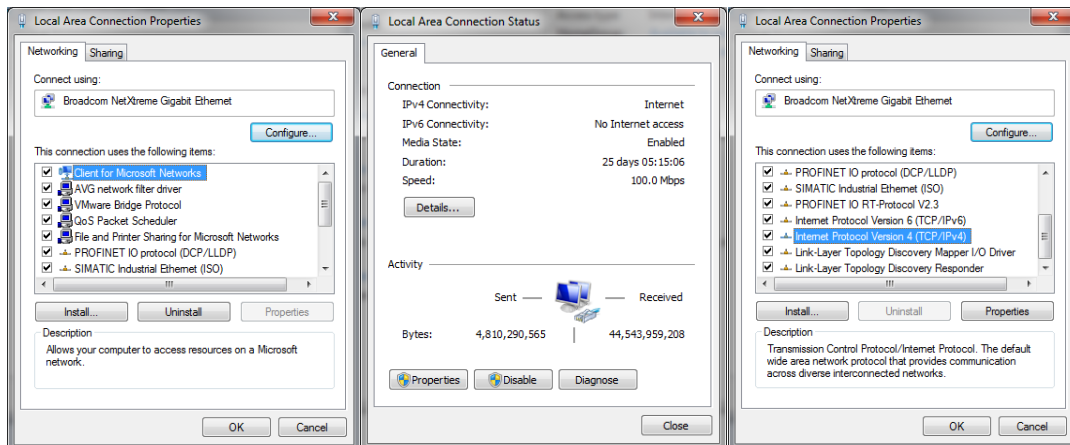 Local Area Connection Properties
Networking
Sharing
Connect using:
Broadcom NetXtreme Gigabit Ethernet
Configure...
This connection uses the following items:
Client for Microsoft Networks
AVG network filter driver
VMware Bridge Protocol
QoS Packet Scheduler
File and Printer Sharing for Microsoft Networks
PROFINET IO protocol (DCP/LLDP)
SIMATIC Industrial Ethernet (ISO)
Install...
Uninstall
Properties
Description
Allows your computer to access resources on a Microsoft
network.
OK
Cancel
Local Area Connection Status
General
Connection
IPv4 Connectivity: Internet
IPv6 Connectivity: No Internet access
Media State: Enabled
Duration: 25 days 05:15:06
Speed: 100.0 Mbps
Details...
Activity
Sent — Received
Bytes: 4,810,290,565 | 44,543,959,208
Properties
Disable
Diagnose
Close
Local Area Connection Properties
Networking
Sharing
Connect using:
Broadcom NetXtreme Gigabit Ethernet
Configure...
This connection uses the following items:
PROFINET IO protocol (DCP/LLDP)
SIMATIC Industrial Ethernet (ISO)
PROFINET IO RT-Protocol V2.3
Internet Protocol Version 6 (TCP/IPv6)
Internet Protocol Version 4 (TCP/IPv4)
Link-Layer Topology Discovery Mapper I/O Driver
Link-Layer Topology Discovery Responder
Install...
Uninstall
Properties
Description
Transmission Control Protocol/Internet Protocol. The default
wide area network protocol that provides communication
across diverse interconnected networks.
OK
Cancel